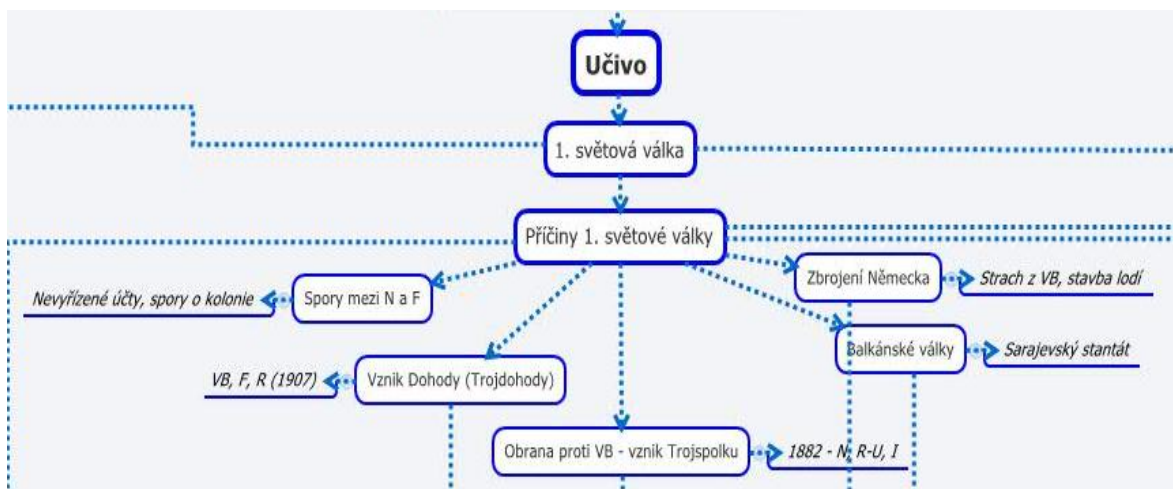 Učivo
1. světová válka
Příčiny 1. světové války
Zbrojení Německa
Strach z VB, stavba lodí
Nevyřízené účty, spory o kolonie
Spory mezi N a F
Balkánské války
Sarajevský stantát
VB, F, R (1907)
Vznik Dohody (Trojdohody)
Obrana proti VB - vznik Trojspolku
1882 - N, R-U, I